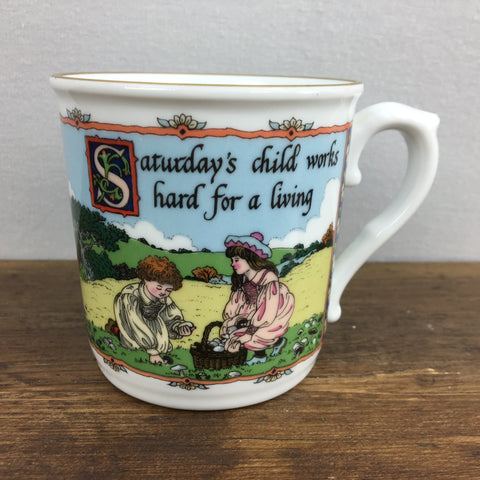 Saturday's child works
hard for a living